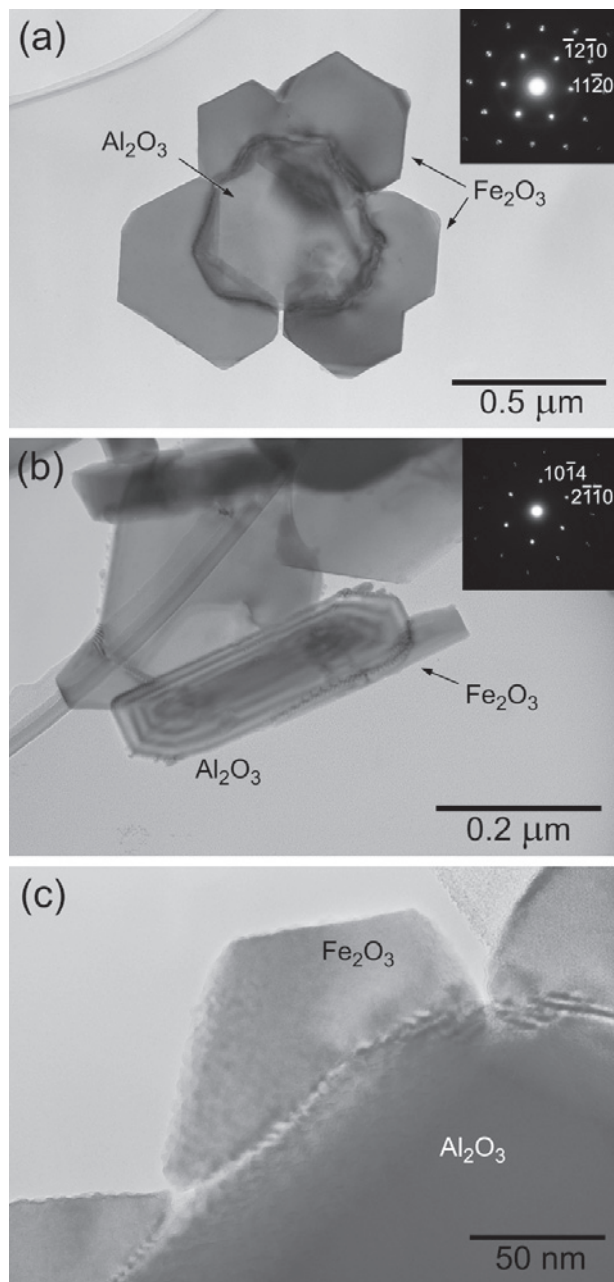 (a)
1̅21̅0
112̅0
Al₂O₃
Fe₂O₃
0.5 μm
(b)
101̅4
21̅1̅0
Fe₂O₃
Al₂O₃
0.2 μm
(c)
Fe₂O₃
Al₂O₃
50 nm